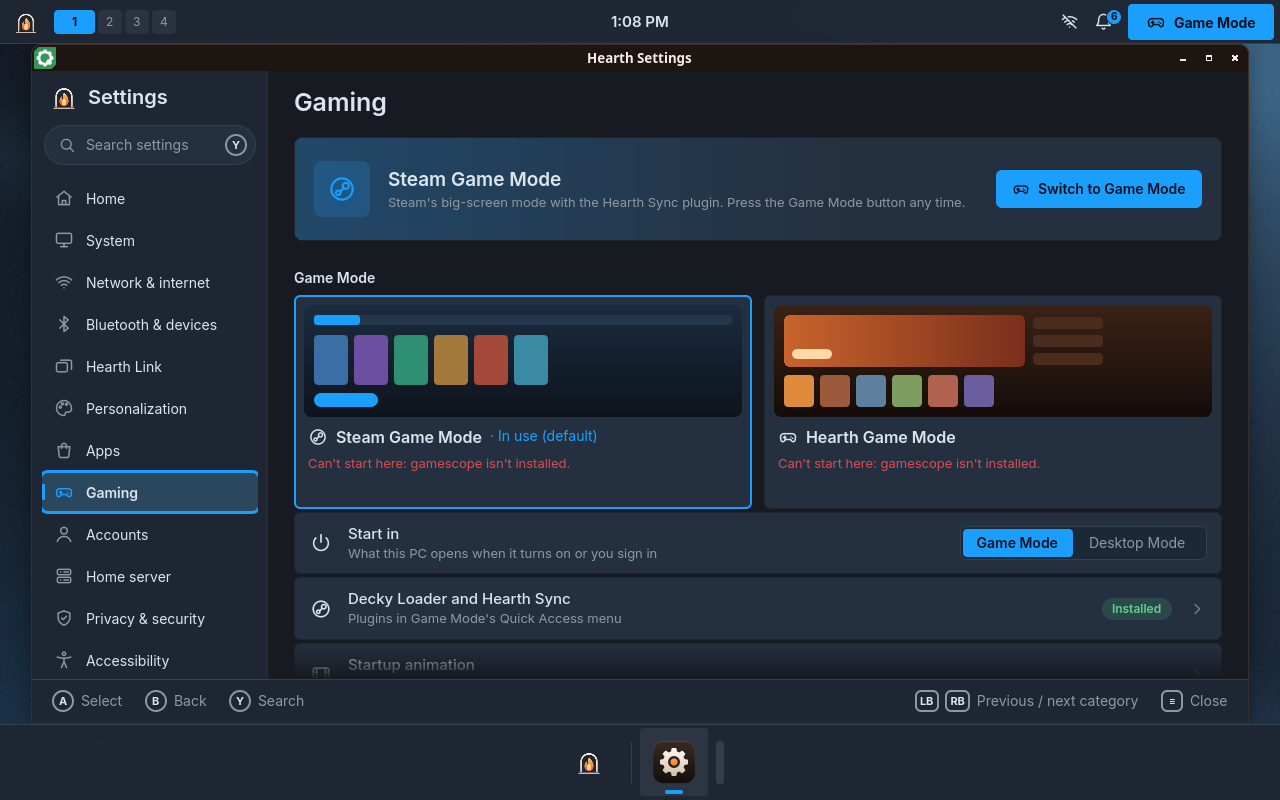 1
2
3
4
1:08 PM
6
Game Mode
Hearth Settings
Settings
Search settings
Y
Home
System
Network & internet
Bluetooth & devices
Hearth Link
Personalization
Apps
Gaming
Accounts
Home server
Privacy & security
Accessibility
Gaming
Steam Game Mode
Steam's big-screen mode with the Hearth Sync plugin. Press the Game Mode button any time.
Switch to Game Mode
Game Mode
Steam Game Mode · In use (default)
Can't start here: gamescope isn't installed.
Hearth Game Mode
Can't start here: gamescope isn't installed.
Start in
What this PC opens when it turns on or you sign in
Game Mode
Desktop Mode
Decky Loader and Hearth Sync
Plugins in Game Mode's Quick Access menu
Installed
Startup animation
A Select
B Back
Y Search
LB RB Previous / next category
≡ Close